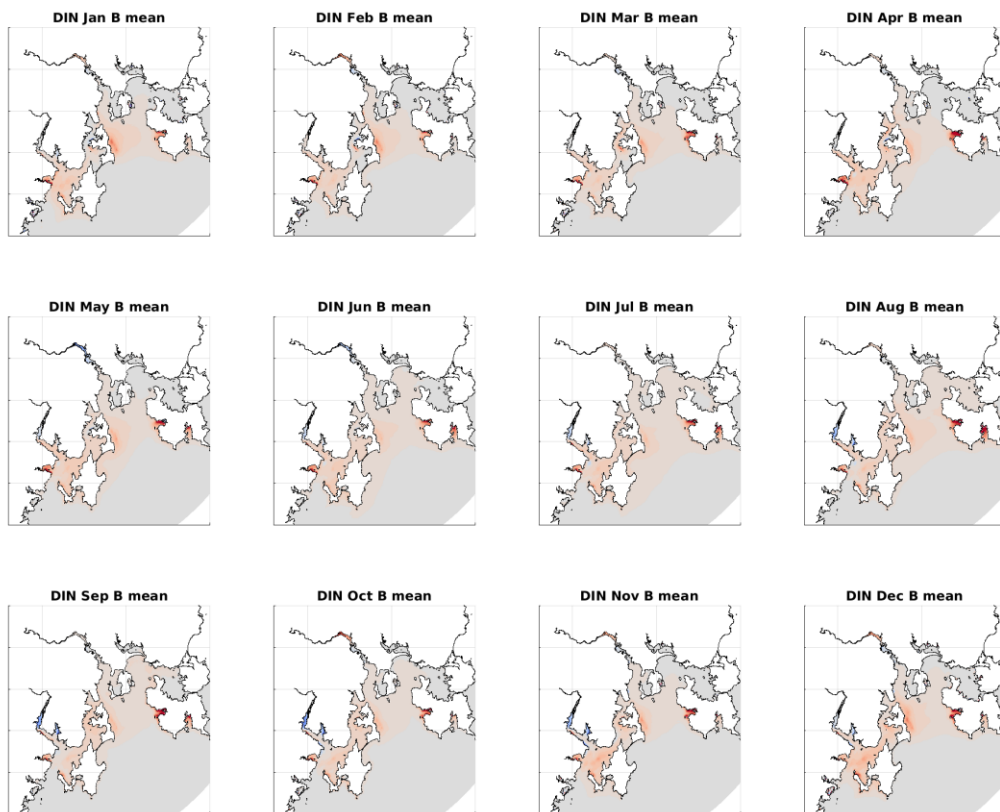 DIN Jan B mean
DIN Feb B mean
DIN Mar B mean
DIN Apr B mean
DIN May B mean
DIN Jun B mean
DIN Jul B mean
DIN Aug B mean
DIN Sep B mean
DIN Oct B mean
DIN Nov B mean
DIN Dec B mean